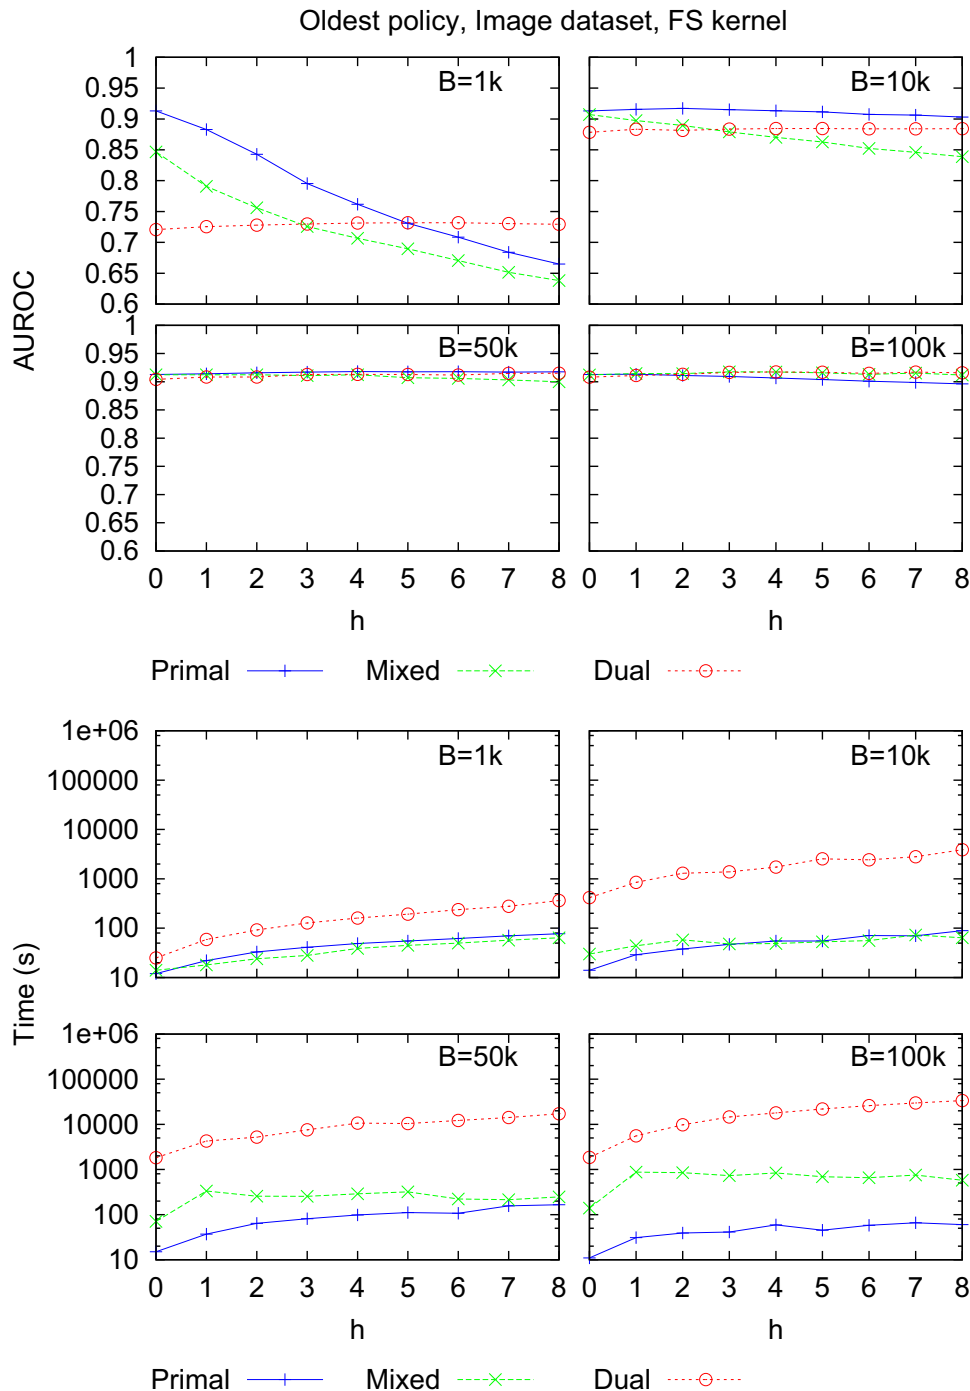 Oldest policy, Image dataset, FS kernel
AUROC
1
0.95
0.9
0.85
0.8
0.75
0.7
0.65
0.6
B=1k
B=10k
1
0.95
0.9
0.85
0.8
0.75
0.7
0.65
0.6
B=50k
B=100k
0 1 2 3 4 5 6 7 8
0 1 2 3 4 5 6 7 8
h
h
Primal Mixed Dual
Time (s)
1e+06
100000
10000
1000
100
10
B=1k
B=10k
1e+06
100000
10000
1000
100
10
B=50k
B=100k
0 1 2 3 4 5 6 7 8
0 1 2 3 4 5 6 7 8
h
h
Primal Mixed Dual